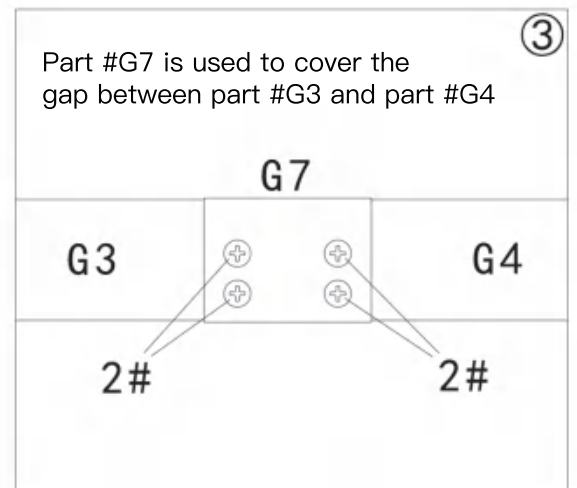 ③
Part #G7 is used to cover the
gap between part #G3 and part #G4
G7
G3
G4
2#
2#